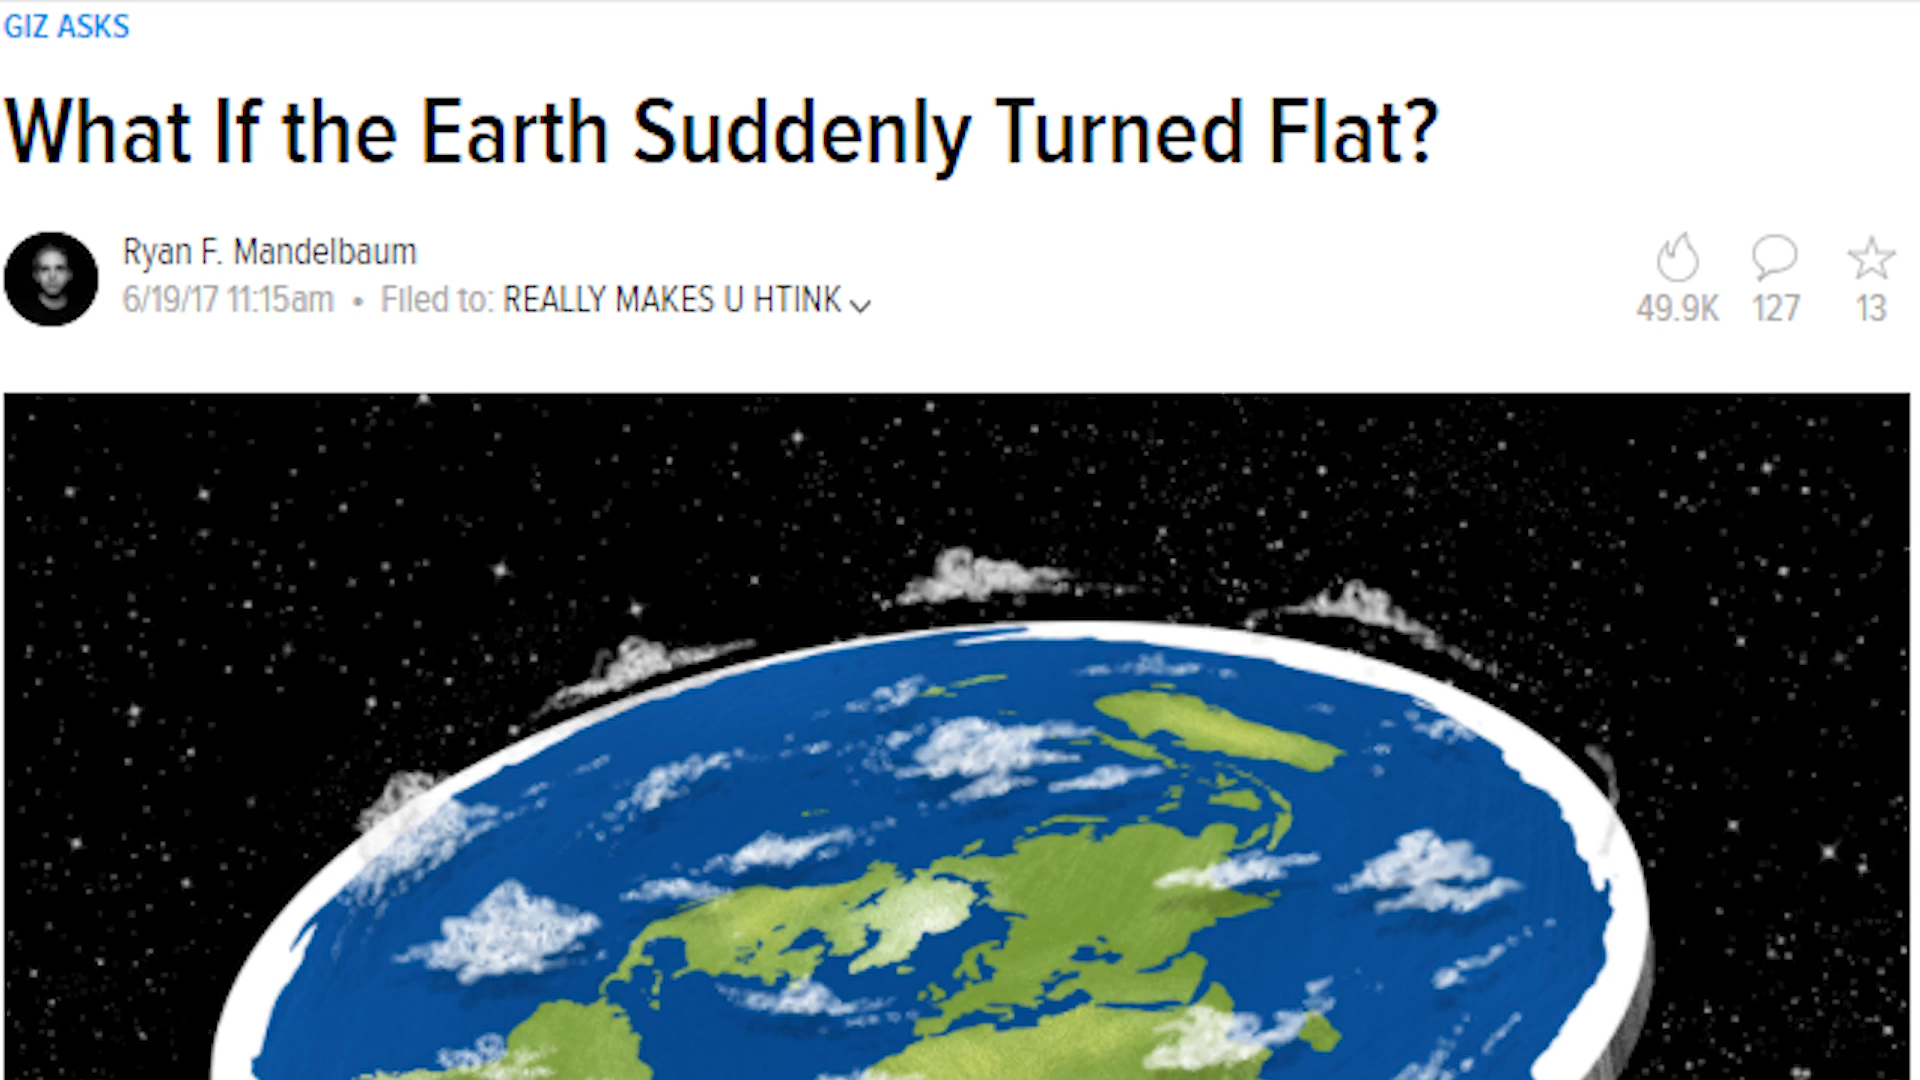 GIZ ASKS
What If the Earth Suddenly Turned Flat?
Ryan F. Mandelbaum
6/19/17 11:15am • Filed to: REALLY MAKES U HTINK
49.9K 127 13